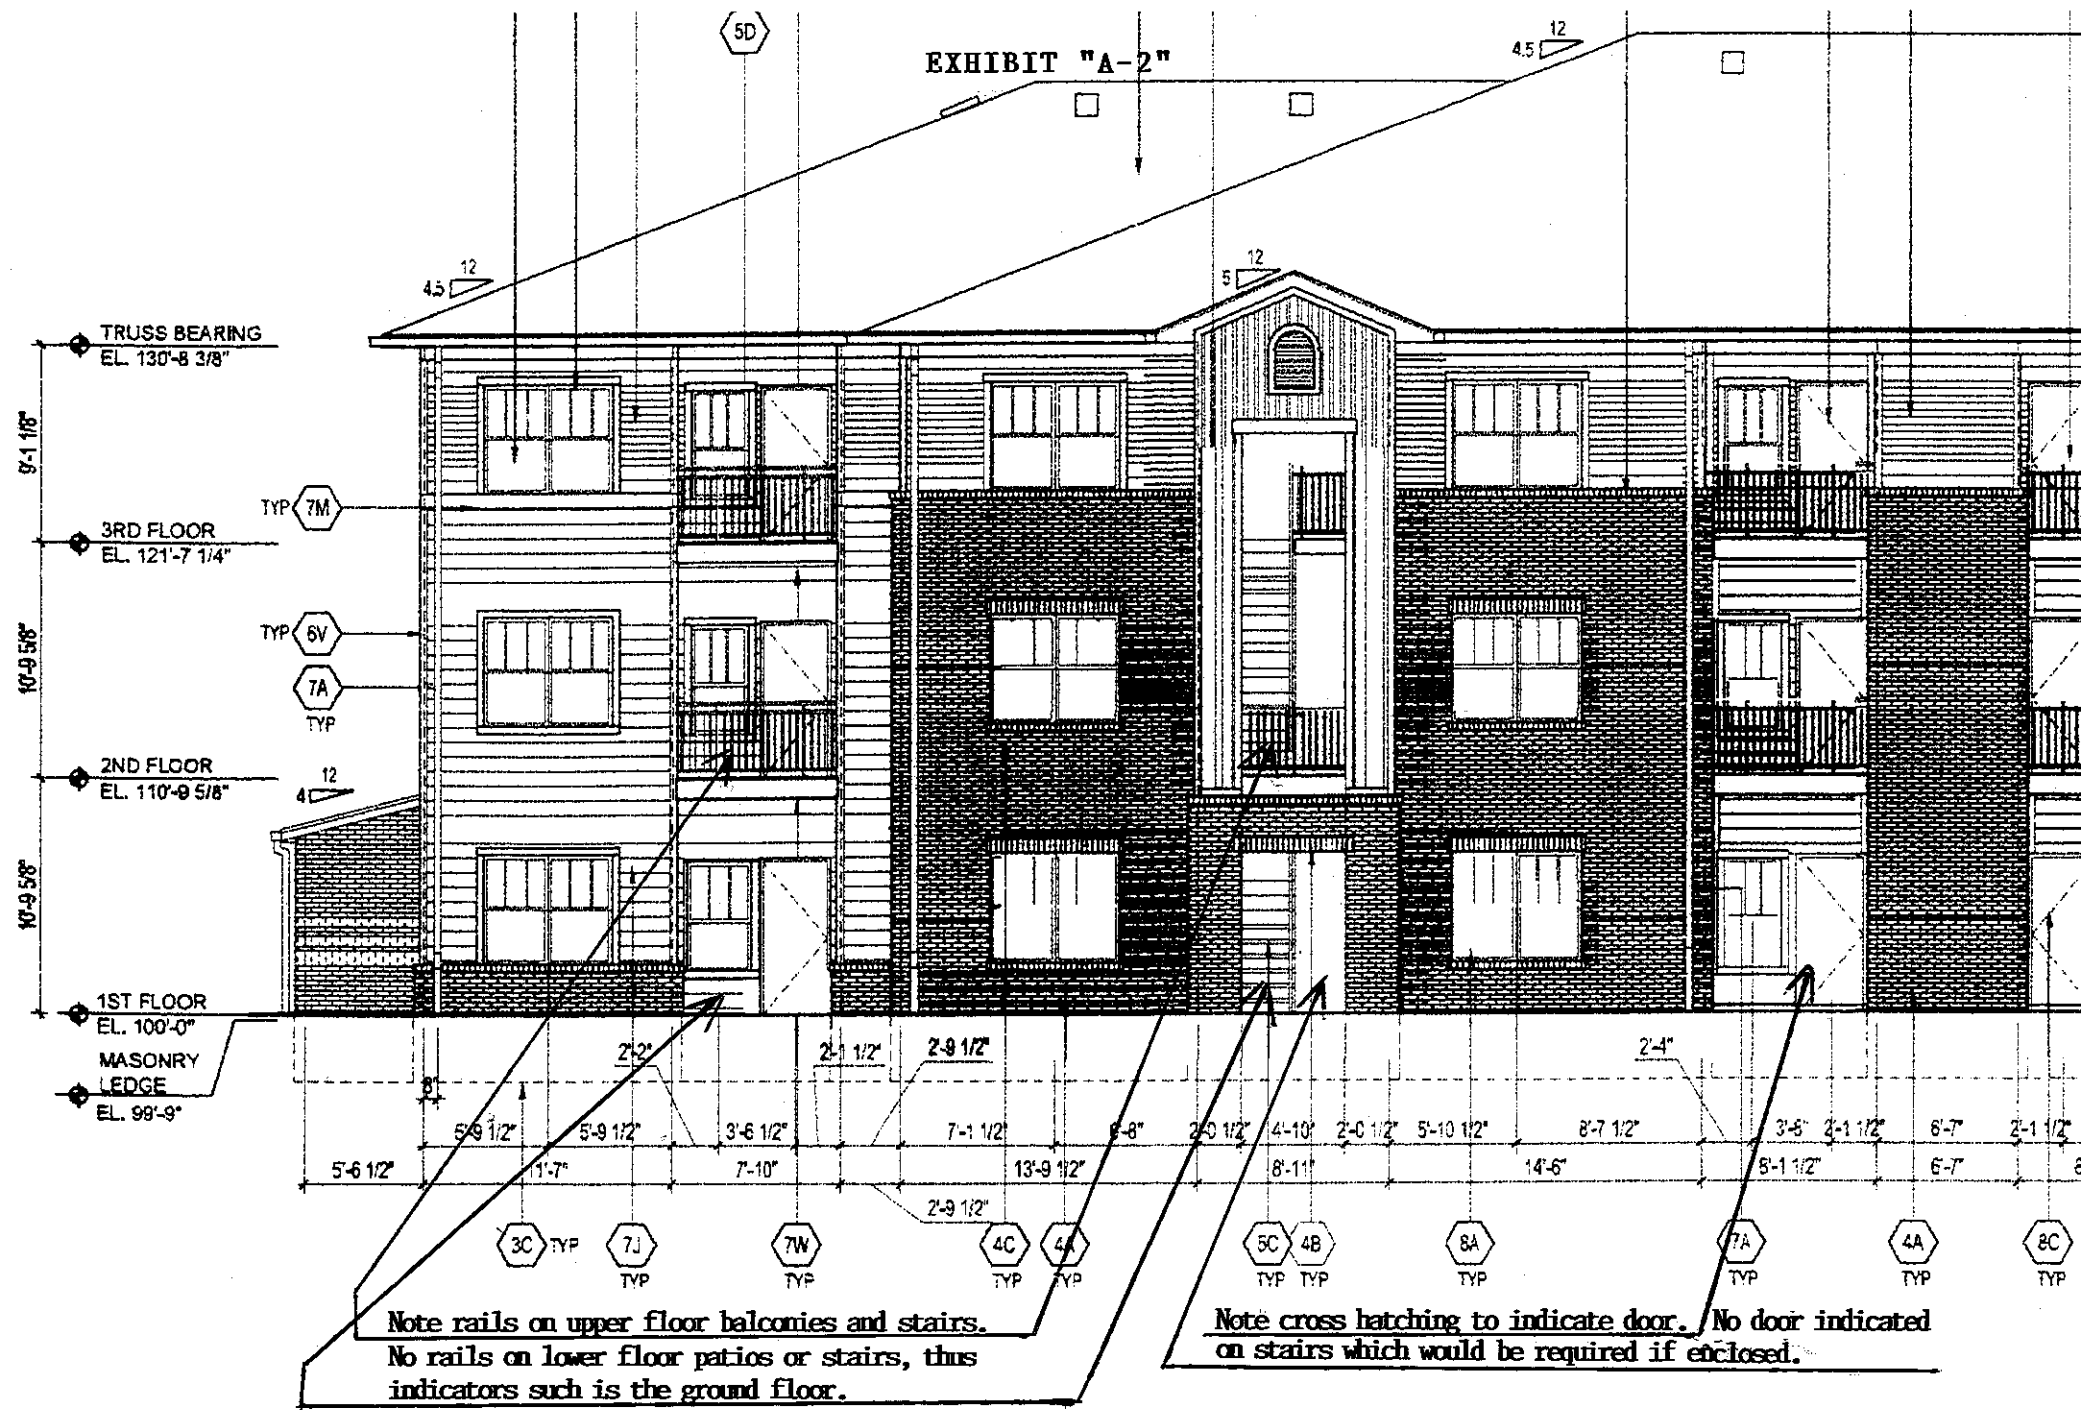 5D
EXHIBIT "A-2"
12
4.5
12
4.5
12
5
TRUSS BEARING
EL. 130'-8 3/8"
9'-1 1/8"
TYP 7M
3RD FLOOR
EL. 121'-7 1/4"
10'-9 5/8"
TYP 6V
7A
TYP
2ND FLOOR
EL. 110'-9 5/8"
12
4
10'-9 5/8"
1ST FLOOR
EL. 100'-0"
MASONRY
LEDGE
EL. 99'-9"
8"
2'-2" 2'-1 1/2" 2'-9 1/2" 2'-4"
5'-9 1/2" 5'-9 1/2" 3'-6 1/2" 7'-1 1/2" 6'-8" 2'-0 1/2" 4'-10" 2'-0 1/2" 5'-10 1/2" 8'-7 1/2" 3'-6" 2'-1 1/2" 6'-7" 2'-1 1/2"
5'-6 1/2" 1'-7" 7'-10" 13'-9 1/2" 8'-11" 14'-6" 8'-1 1/2" 6'-7" 8
2'-9 1/2"
3C TYP 7J 7W 4C 4A 5C 4B 8A 7A 4A 8C
TYP TYP TYP TYP TYP TYP TYP TYP TYP TYP
Note rails on upper floor balconies and stairs.
No rails on lower floor patios or stairs, thus
indicators such is the ground floor.
Note cross hatching to indicate door. No door indicated
on stairs which would be required if enclosed.